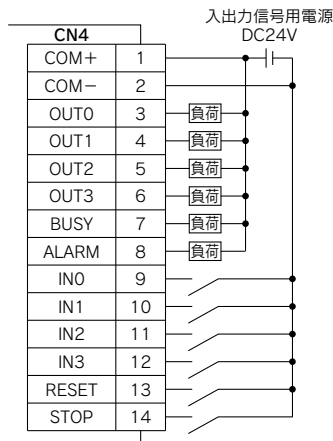 入出力信号用電源
DC24V
CN4
COM+ 1
COM− 2
OUT0 3 負荷
OUT1 4 負荷
OUT2 5 負荷
OUT3 6 負荷
BUSY 7 負荷
ALARM 8 負荷
IN0 9
IN1 10
IN2 11
IN3 12
RESET 13
STOP 14